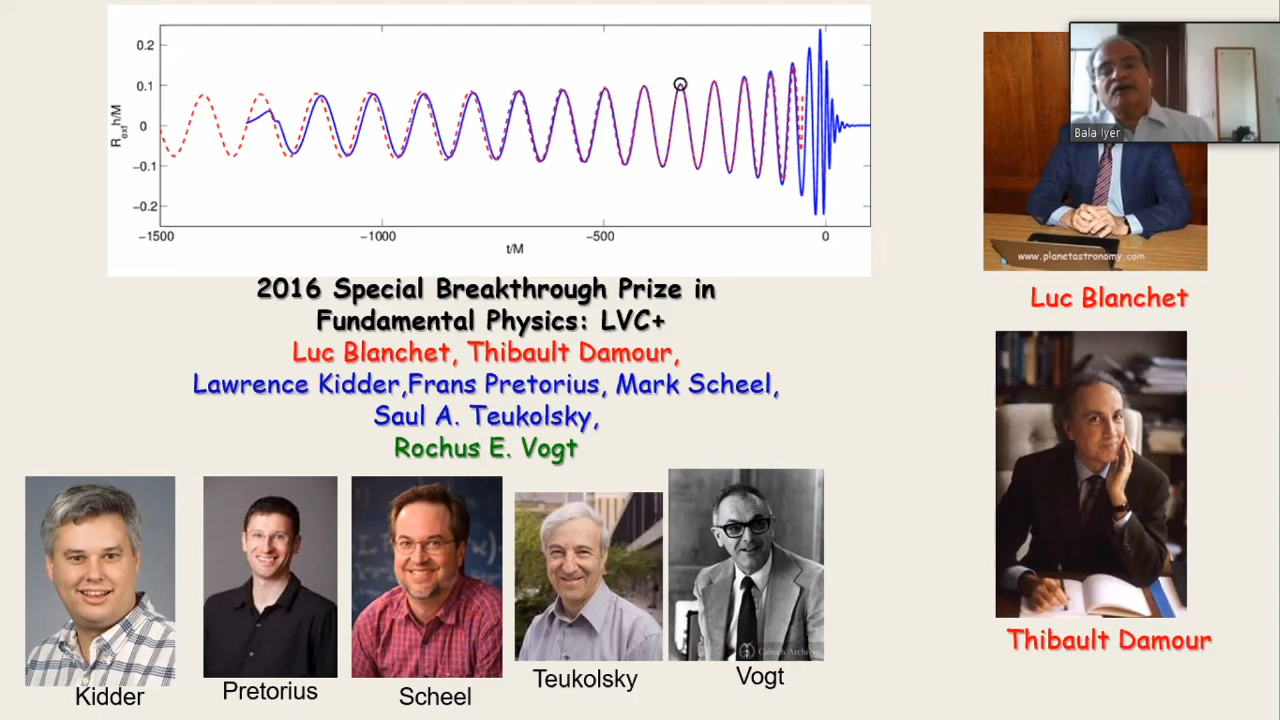 0.2
0.1
0
−0.1
−0.2
R_ext h/M
−1500
−1000
−500
0
t/M
Bala Iyer
www.planetastronomy.com
Luc Blanchet
2016 Special Breakthrough Prize in
Fundamental Physics: LVC+
Luc Blanchet, Thibault Damour,
Lawrence Kidder,Frans Pretorius, Mark Scheel,
Saul A. Teukolsky,
Rochus E. Vogt
Thibault Damour
Caltech Archives
Kidder
Pretorius
Scheel
Teukolsky
Vogt